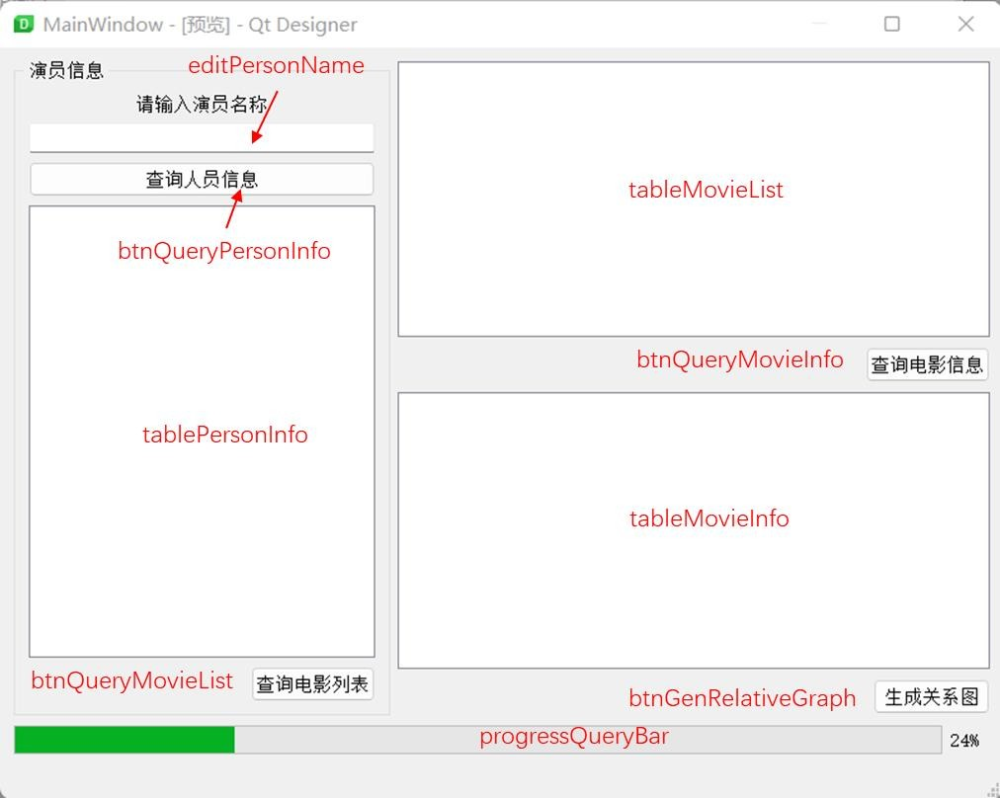 MainWindow - [预览] - Qt Designer
演员信息
editPersonName
请输入演员名称
查询人员信息
btnQueryPersonInfo
tablePersonInfo
btnQueryMovieList
查询电影列表
tableMovieList
btnQueryMovieInfo
查询电影信息
tableMovieInfo
btnGenRelativeGraph
生成关系图
progressQueryBar
24%